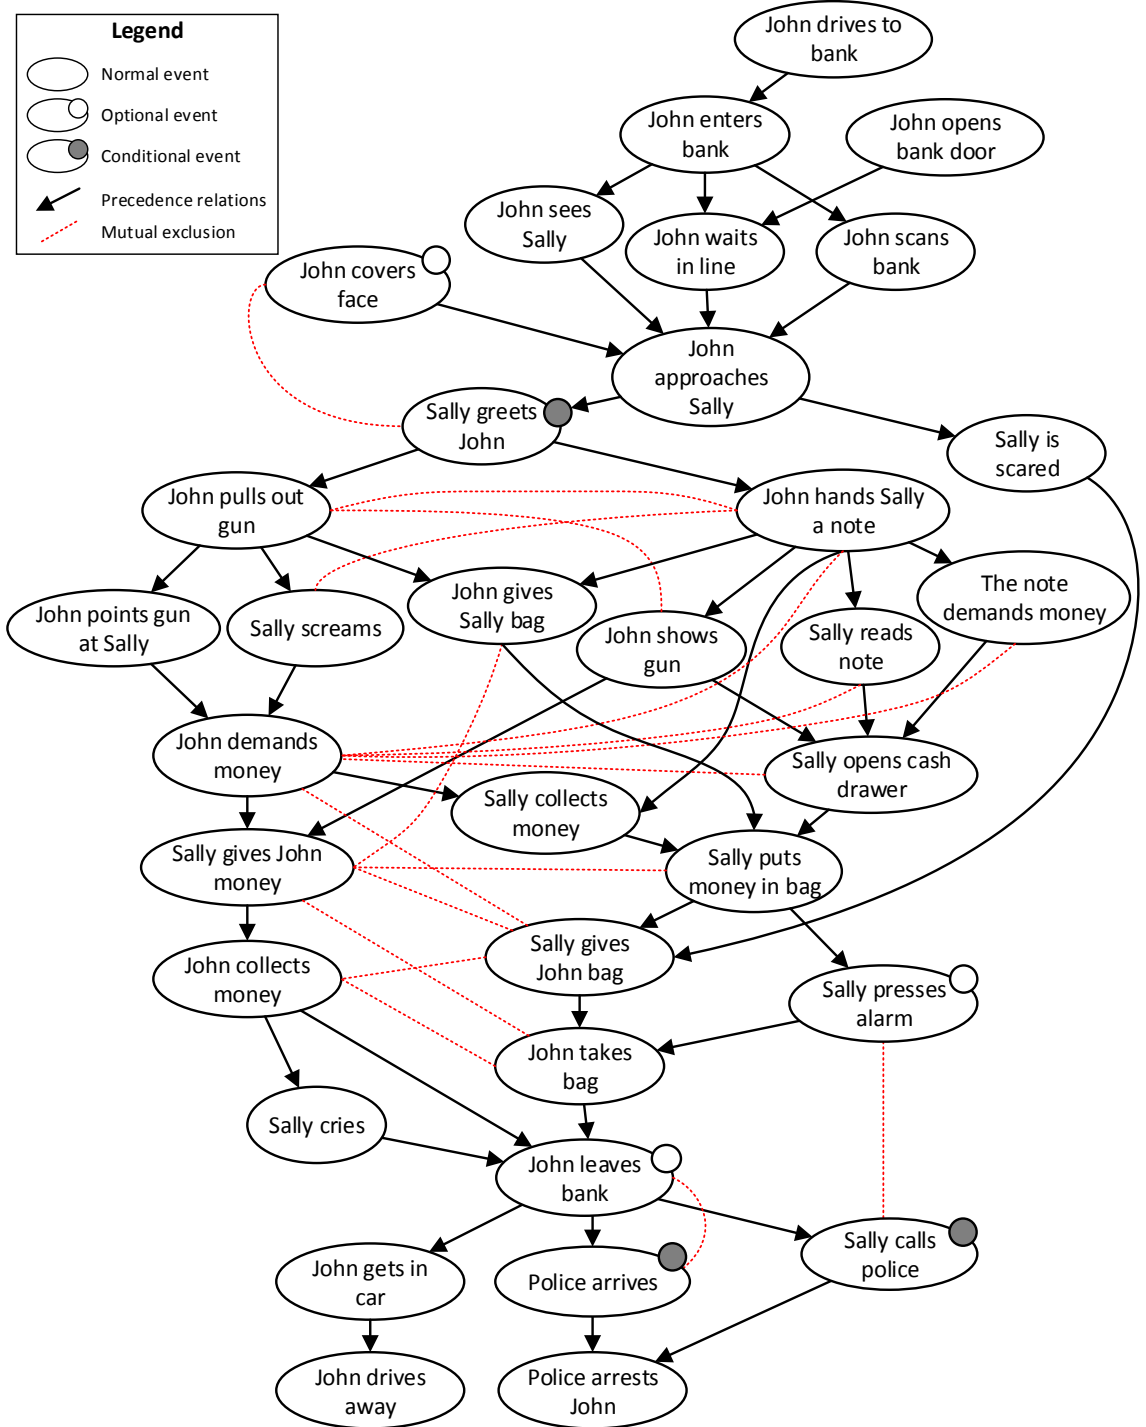 Legend
Normal event
Optional event
Conditional event
Precedence relations
Mutual exclusion
John drives to
bank
John enters
bank
John opens
bank door
John sees
Sally
John waits
in line
John scans
bank
John covers
face
John
approaches
Sally
Sally greets
John
Sally is
scared
John pulls out
gun
John hands Sally
a note
John points gun
at Sally
Sally screams
John gives
Sally bag
John shows
gun
Sally reads
note
The note
demands money
John demands
money
Sally collects
money
Sally opens cash
drawer
Sally gives John
money
Sally puts
money in bag
John collects
money
Sally gives
John bag
Sally presses
alarm
John takes
bag
Sally cries
John leaves
bank
Sally calls
police
John gets in
car
Police arrives
John drives
away
Police arrests
John